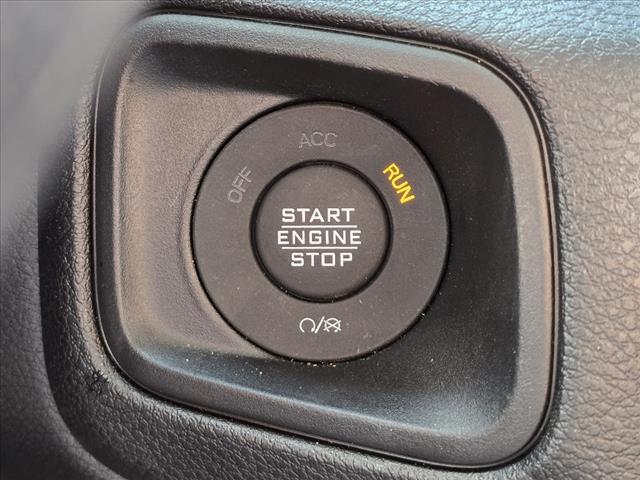 ACC
OFF
RUN
START
ENGINE
STOP